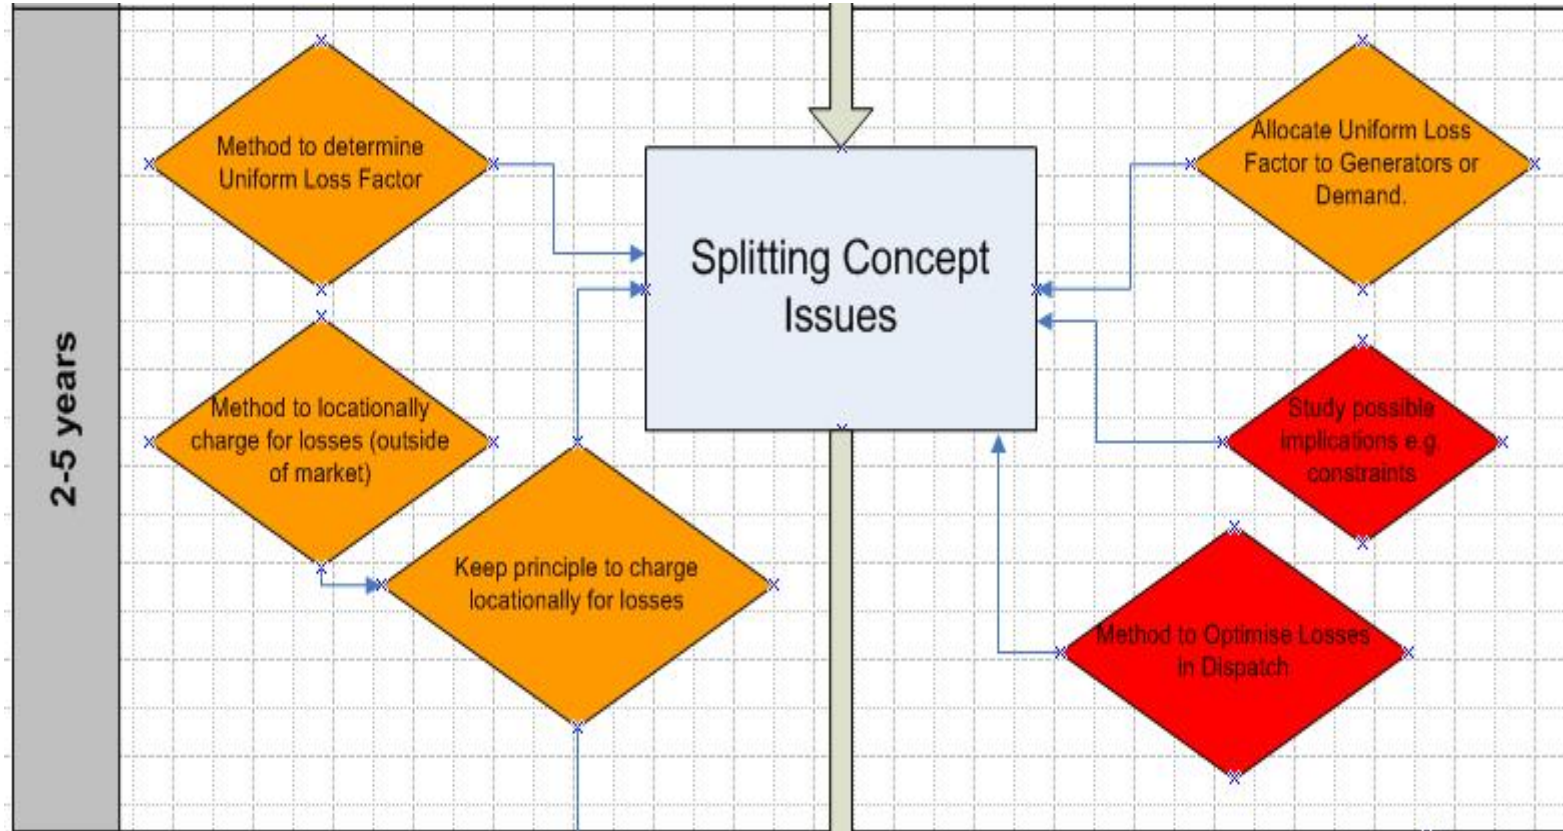 2-5 years
Method to determine
Uniform Loss Factor
Splitting Concept
Issues
Allocate Uniform Loss
Factor to Generators or
Demand.
Method to locationally
charge for losses (outside
of market)
Study possible
implications e.g.
constraints
Keep principle to charge
locationally for losses
Method to Optimise Losses
in Dispatch